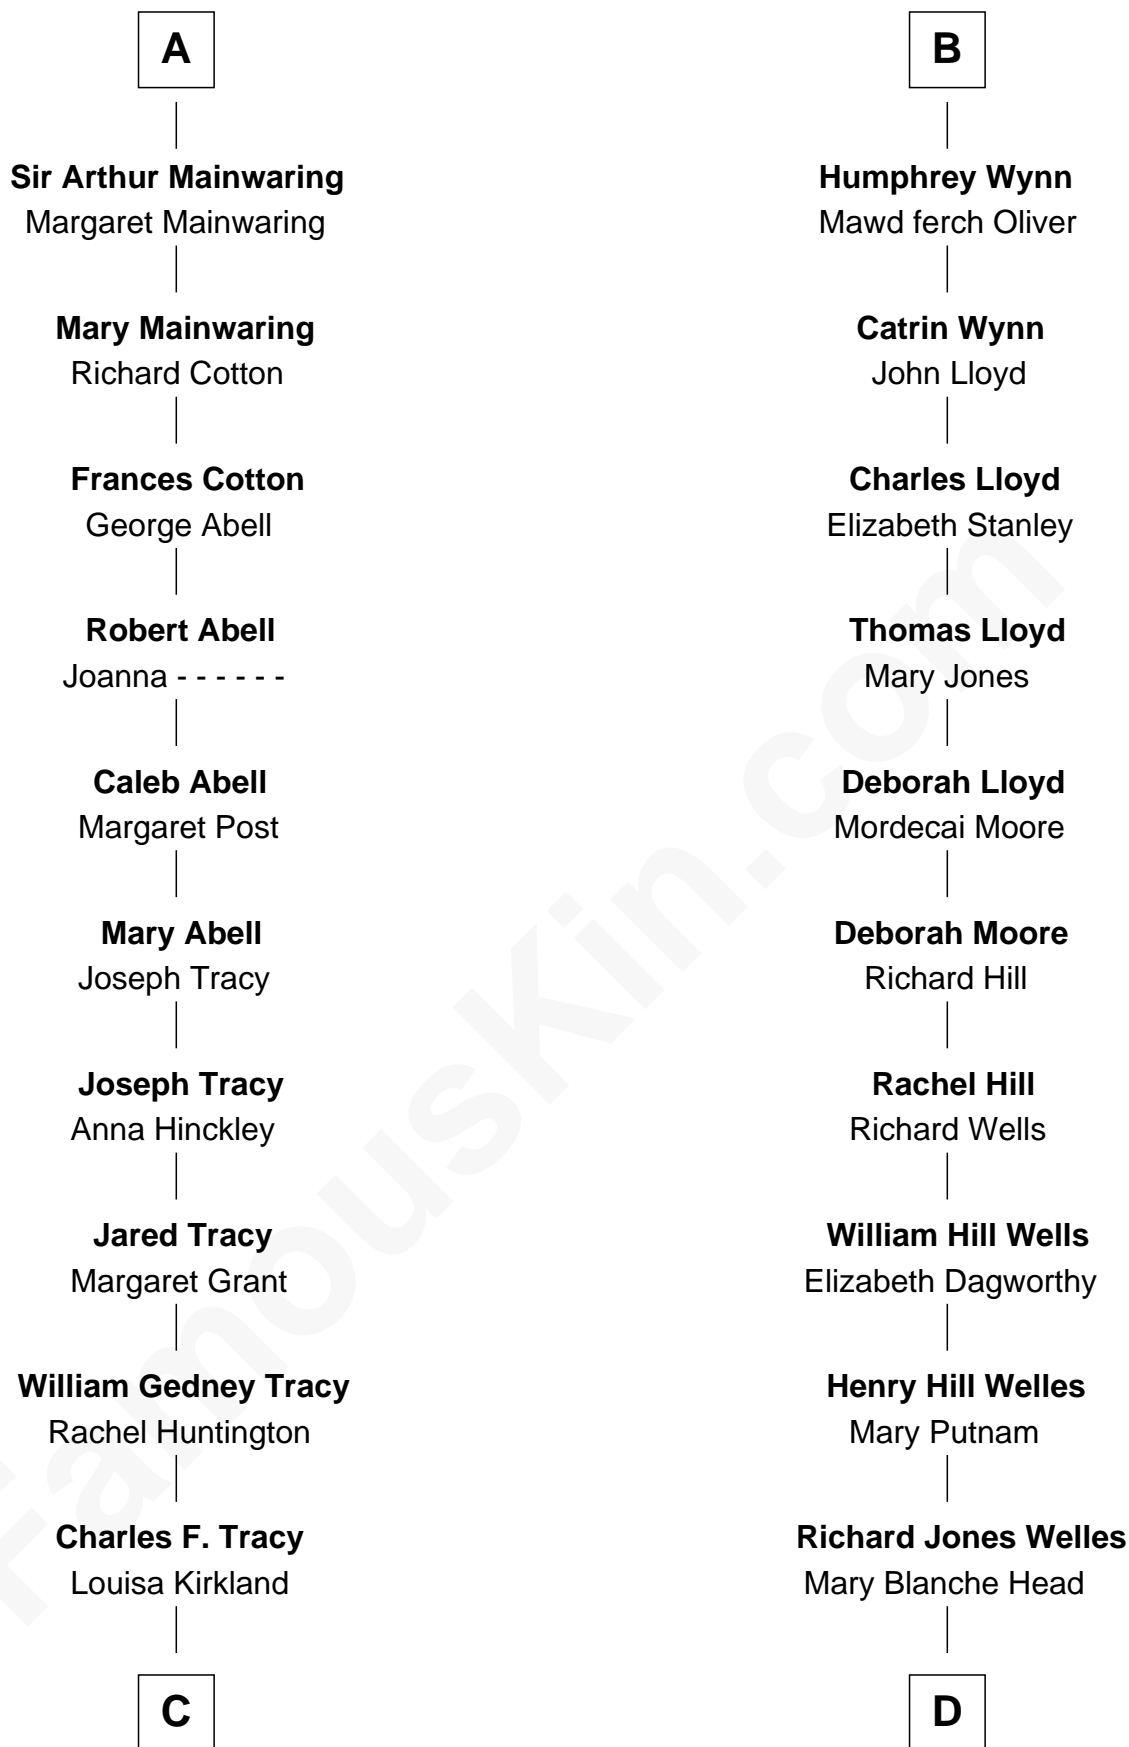 A
Sir Arthur Mainwaring
Margaret Mainwaring
Mary Mainwaring
Richard Cotton
Frances Cotton
George Abell
Robert Abell
Joanna - - - - - -
Caleb Abell
Margaret Post
Mary Abell
Joseph Tracy
Joseph Tracy
Anna Hinckley
Jared Tracy
Margaret Grant
William Gedney Tracy
Rachel Huntington
Charles F. Tracy
Louisa Kirkland
C
B
Humphrey Wynn
Mawd ferch Oliver
Catrin Wynn
John Lloyd
Charles Lloyd
Elizabeth Stanley
Thomas Lloyd
Mary Jones
Deborah Lloyd
Mordecai Moore
Deborah Moore
Richard Hill
Rachel Hill
Richard Wells
William Hill Wells
Elizabeth Dagworthy
Henry Hill Welles
Mary Putnam
Richard Jones Welles
Mary Blanche Head
D
FamousKin.com